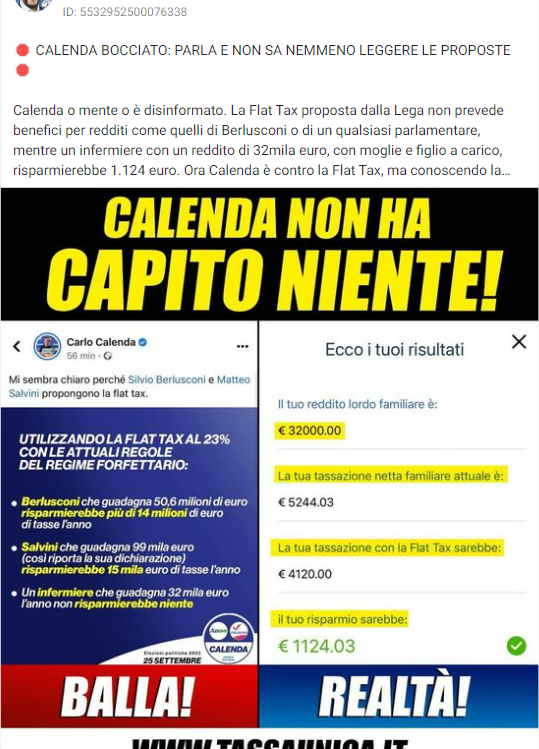 ID: 5532952500076338
🛑 CALENDA BOCCIATO: PARLA E NON SA NEMMENO LEGGERE LE PROPOSTE
🛑
Calenda o mente o è disinformato. La Flat Tax proposta dalla Lega non prevede
benefici per redditi come quelli di Berlusconi o di un qualsiasi parlamentare,
mentre un infermiere con un reddito di 32mila euro, con moglie e figlio a carico,
risparmierebbe 1.124 euro. Ora Calenda è contro la Flat Tax, ma conoscendo la...
CALENDA NON HA
CAPITO NIENTE!
Carlo Calenda
56 min
Mi sembra chiaro perché Silvio Berlusconi e Matteo
Salvini propongono la flat tax.
UTILIZZANDO LA FLAT TAX AL 23%
CON LE ATTUALI REGOLE
DEL REGIME FORFETTARIO:
• Berlusconi che guadagna 50,6 milioni di euro
risparmierebbe più di 14 milioni di euro
di tasse l'anno
• Salvini che guadagna 99 mila euro
(così riporta la sua dichiarazione)
risparmierebbe 15 mila euro di tasse l'anno
• Un infermiere che guadagna 32 mila euro
l'anno non risparmierebbe niente
Elezioni politiche 2022
25 SETTEMBRE
Azione
CALENDA
BALLA!
Ecco i tuoi risultati
Il tuo reddito lordo familiare è:
€ 32000.00
La tua tassazione netta familiare attuale è:
€ 5244.03
La tua tassazione con la Flat Tax sarebbe:
€ 4120.00
il tuo risparmio sarebbe:
€ 1124.03
REALTÀ!
WWW.TASSAUNICA.IT